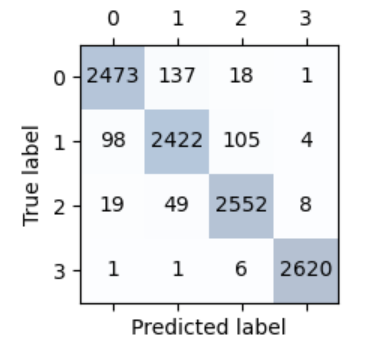 0 1 2 3
0 2473 137 18 1
1 98 2422 105 4
2 19 49 2552 8
3 1 1 6 2620
True label
Predicted label